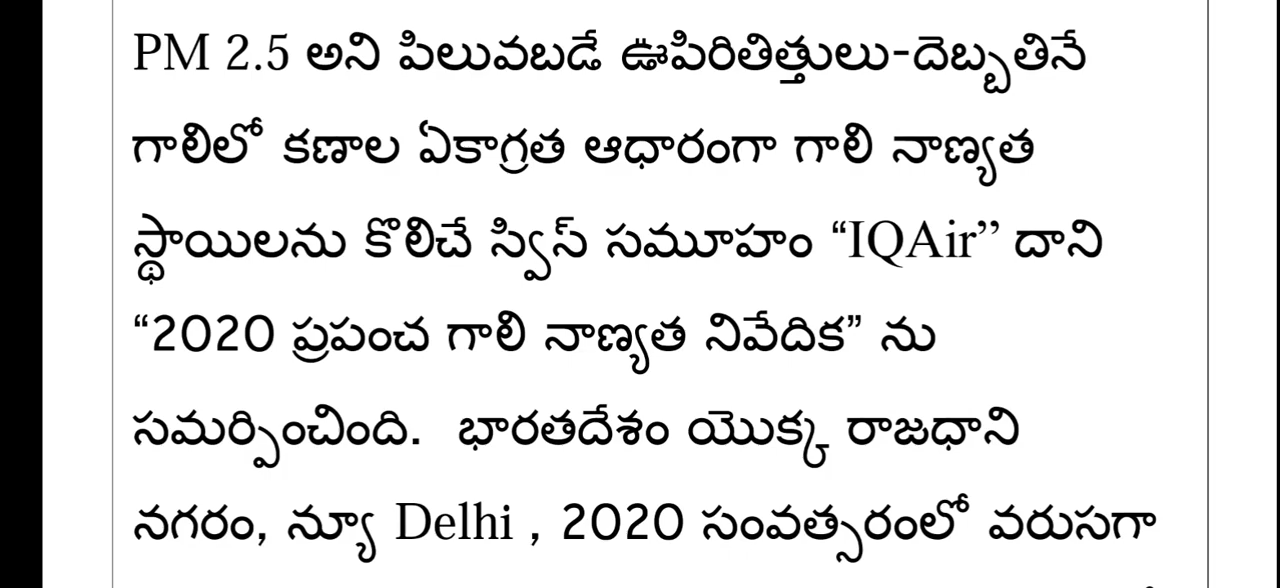 PM 2.5 అని పిలువబడే ఊపిరితిత్తులు-దెబ్బతినే
గాలిలో కణాల ఏకాగ్రత ఆధారంగా గాలి నాణ్యత
స్థాయిలను కొలిచే స్విస్ సమూహం “IQAir” దాని
“2020 ప్రపంచ గాలి నాణ్యత నివేదిక” ను
సమర్పించింది. భారతదేశం యొక్క రాజధాని
నగరం, న్యూ Delhi , 2020 సంవత్సరంలో వరుసగా